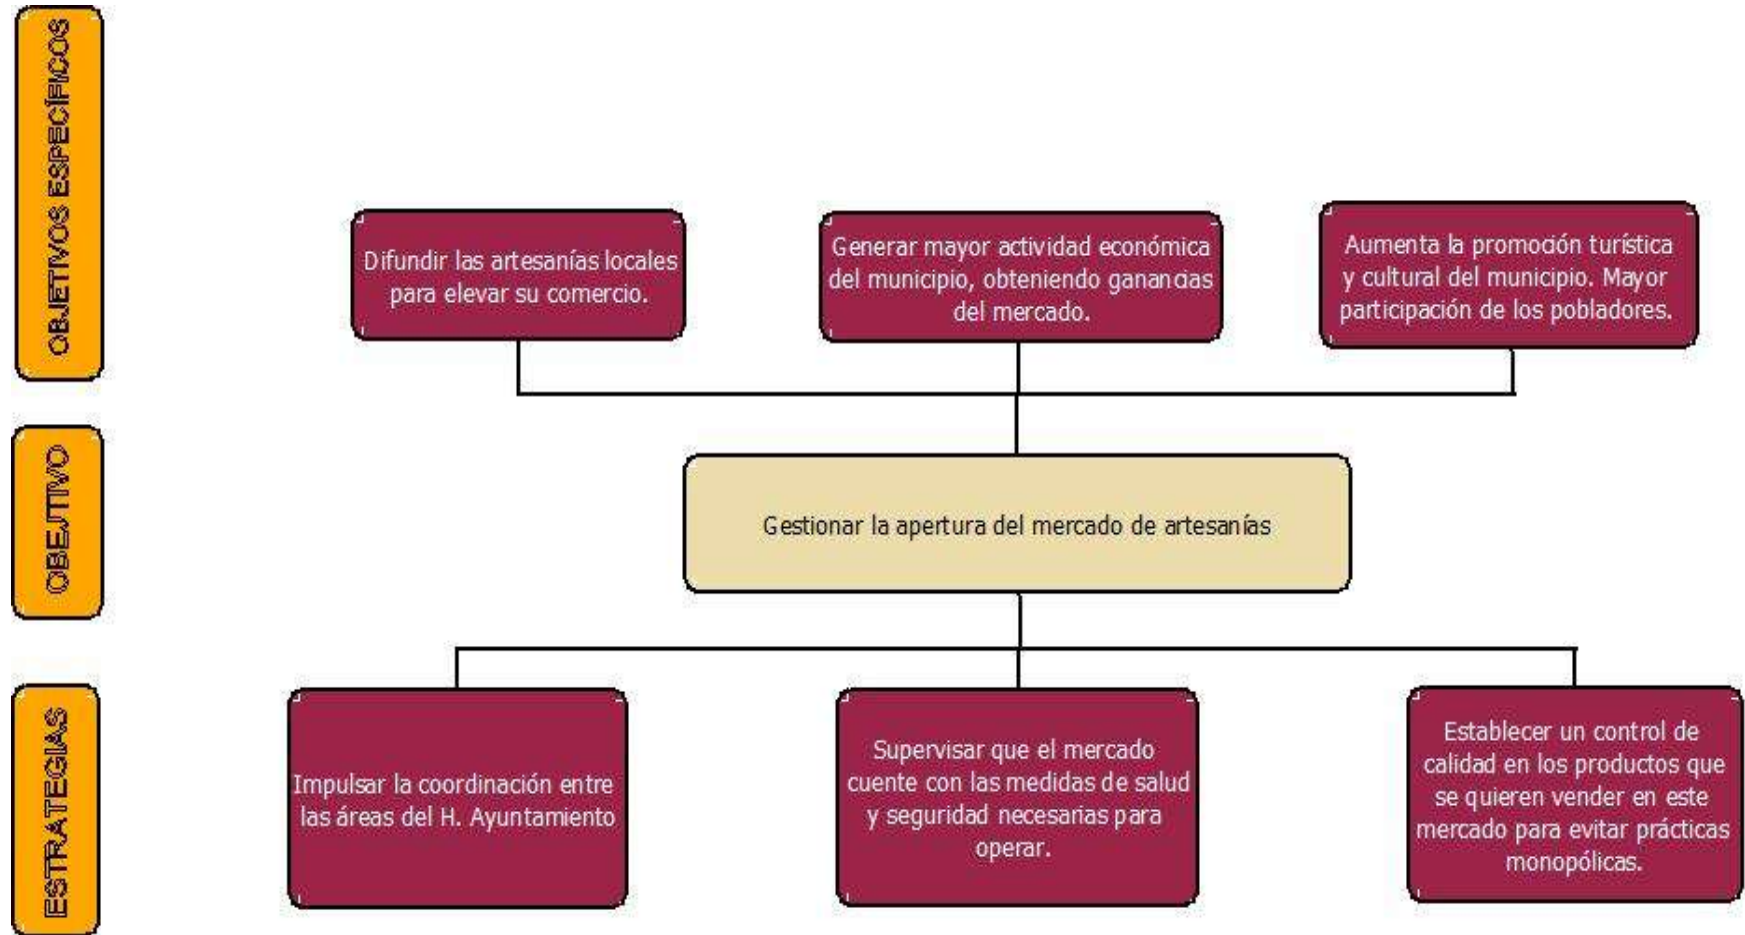 OBJETIVOS ESPECÍFICOS
Difundir las artesanías locales
para elevar su comercio.
Generar mayor actividad económica
del municipio, obteniendo ganancias
del mercado.
Aumenta la promoción turística
y cultural del municipio. Mayor
participación de los pobladores.
OBEJTIVO
Gestionar la apertura del mercado de artesanías
ESTRATEGIAS
Impulsar la coordinación entre
las áreas del H. Ayuntamiento
Supervisar que el mercado
cuente con las medidas de salud
y seguridad necesarias para
operar.
Establecer un control de
calidad en los productos que
se quieren vender en este
mercado para evitar prácticas
monopólicas.